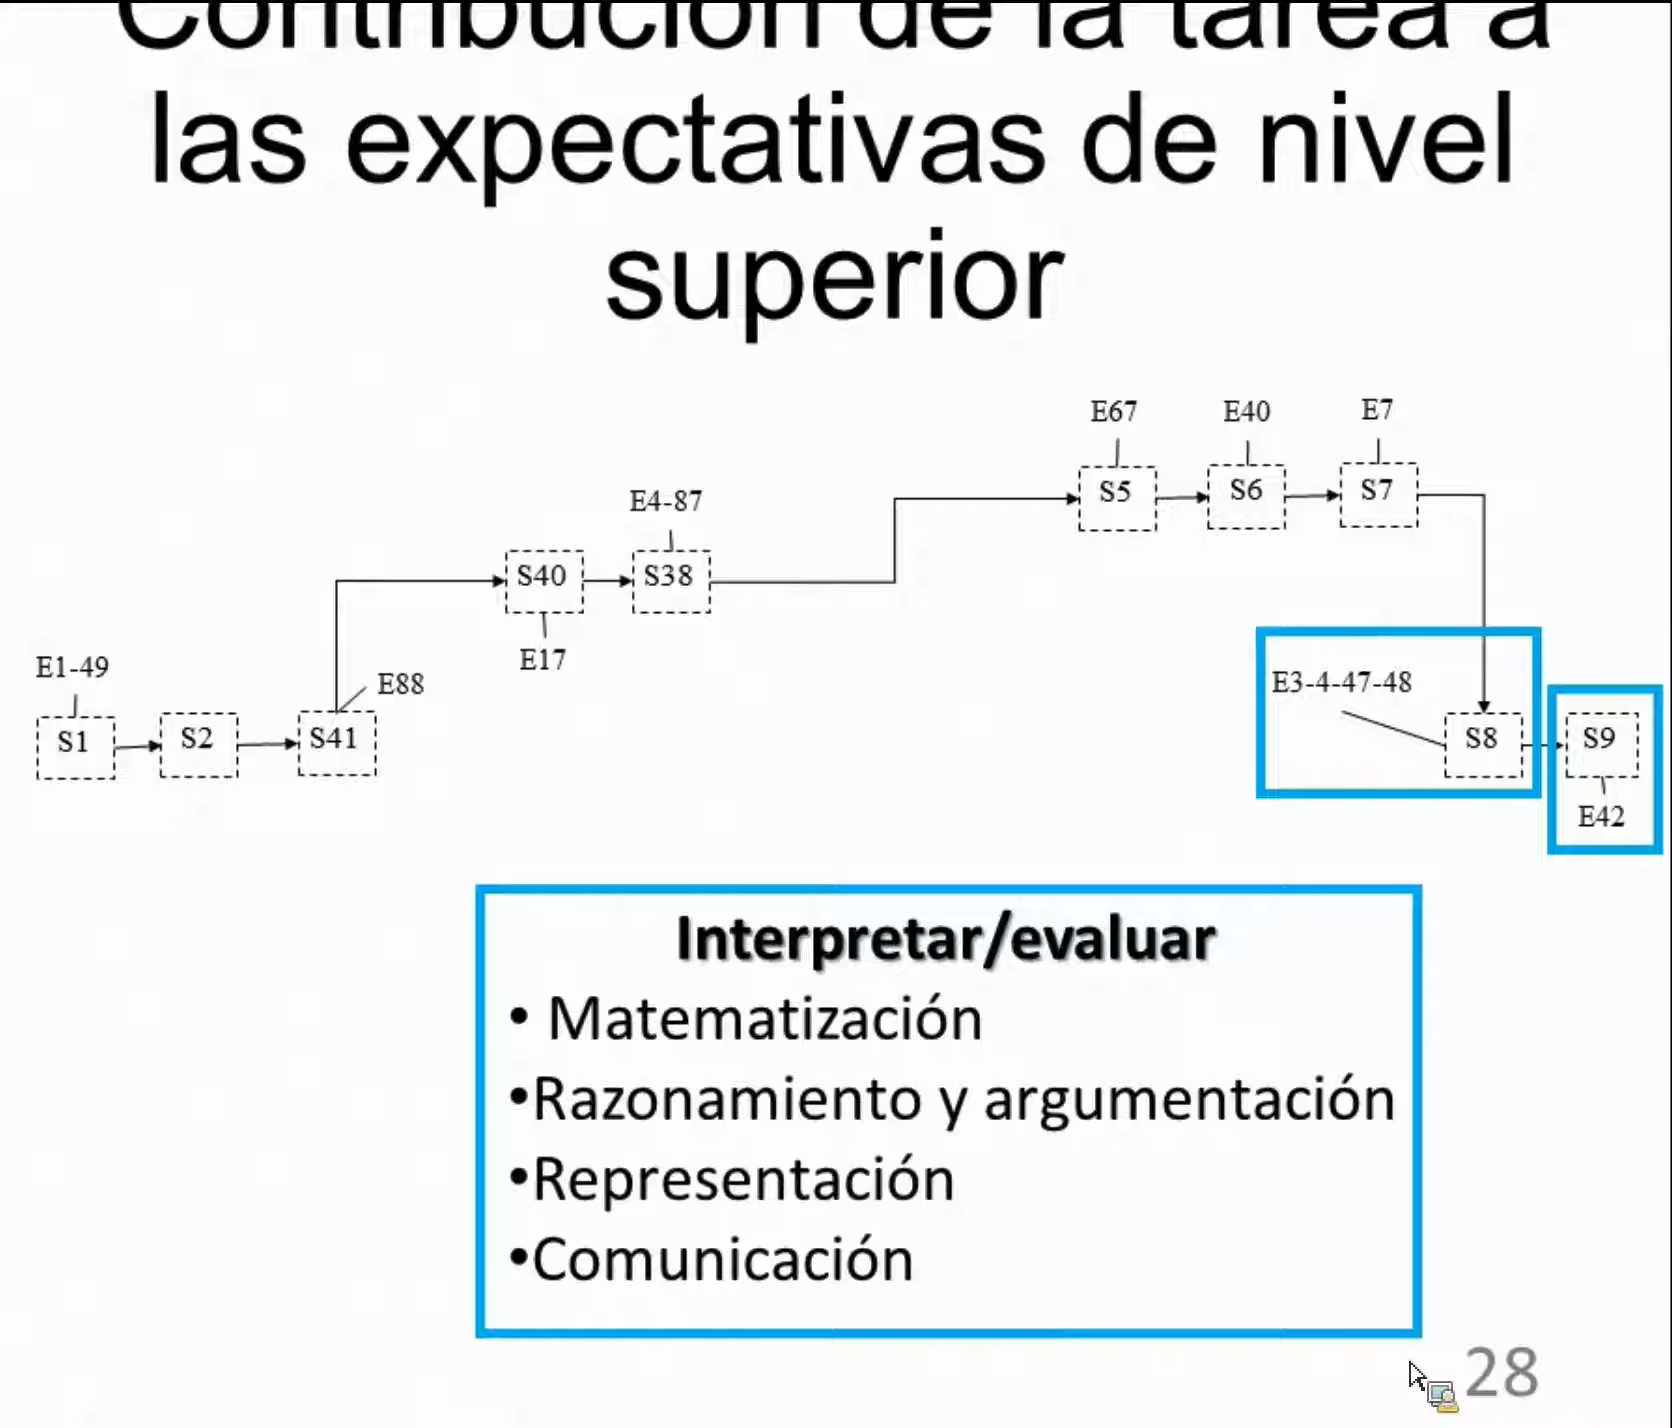 Contribución de la tarea a
las expectativas de nivel
superior
E67 E40 E7
S5 S6 S7
E4-87
S40 S38
E17
E1-49
E88
S1 S2 S41
E3-4-47-48
S8 S9
E42
Interpretar/evaluar
• Matematización
•Razonamiento y argumentación
•Representación
•Comunicación
28